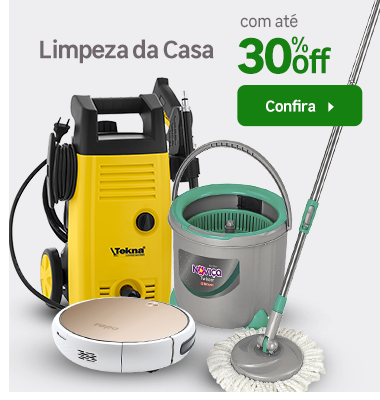 com até
Limpeza da Casa
30% off
Confira
Tekna
NOVIÇA